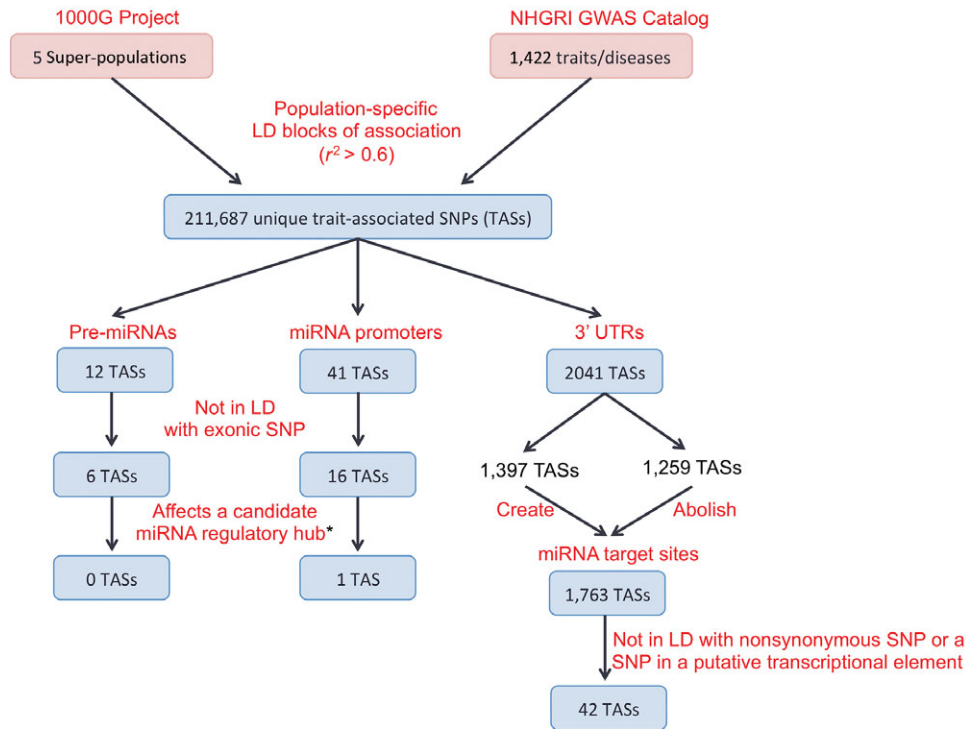 1000G Project
NHGRI GWAS Catalog
5 Super-populations
1,422 traits/diseases
Population-specific
LD blocks of association
(r² > 0.6)
211,687 unique trait-associated SNPs (TASs)
Pre-miRNAs
miRNA promoters
3' UTRs
12 TASs
41 TASs
2041 TASs
Not in LD
with exonic SNP
6 TASs
16 TASs
1,397 TASs
1,259 TASs
Affects a candidate
miRNA regulatory hub*
Create
Abolish
miRNA target sites
0 TASs
1 TAS
1,763 TASs
Not in LD with nonsynonymous SNP or a
SNP in a putative transcriptional element
42 TASs